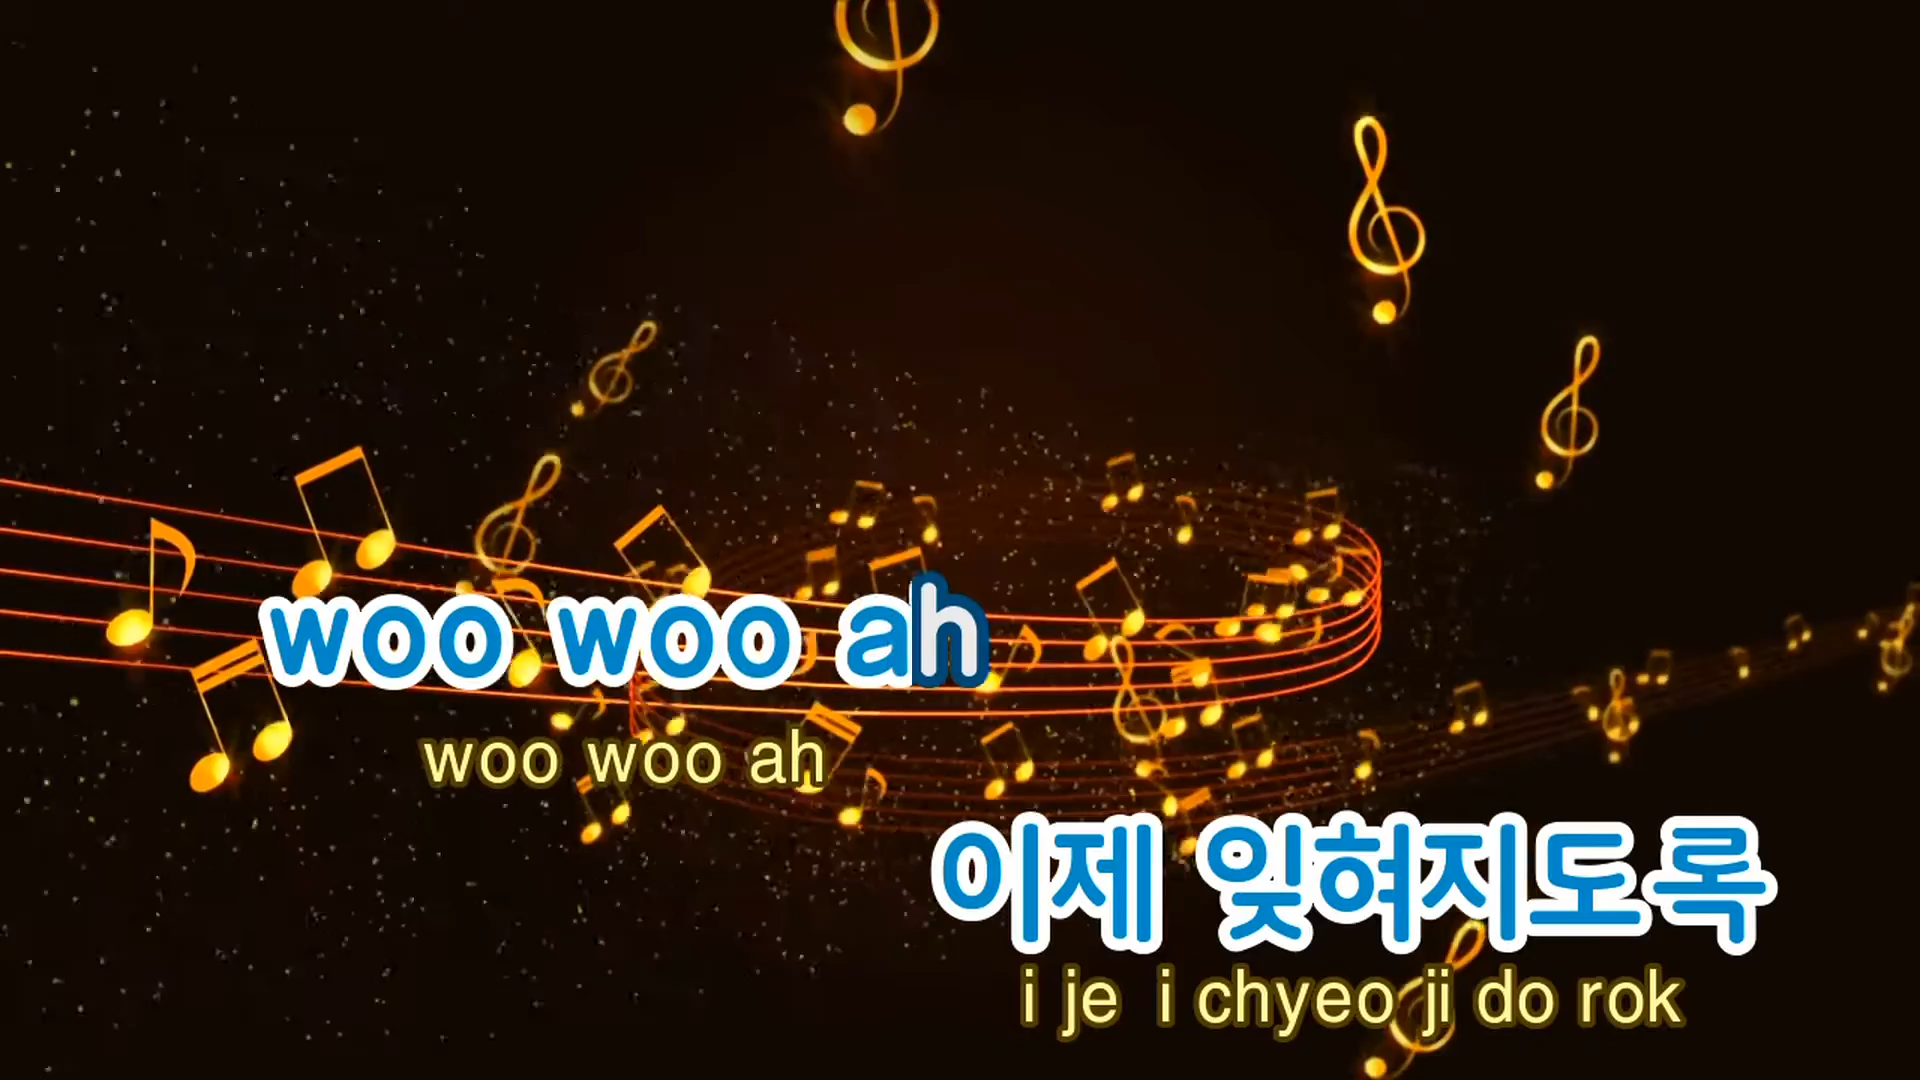 woo woo ah
woo woo ah
이제 잊혀지도록
i je i chyeo ji do rok